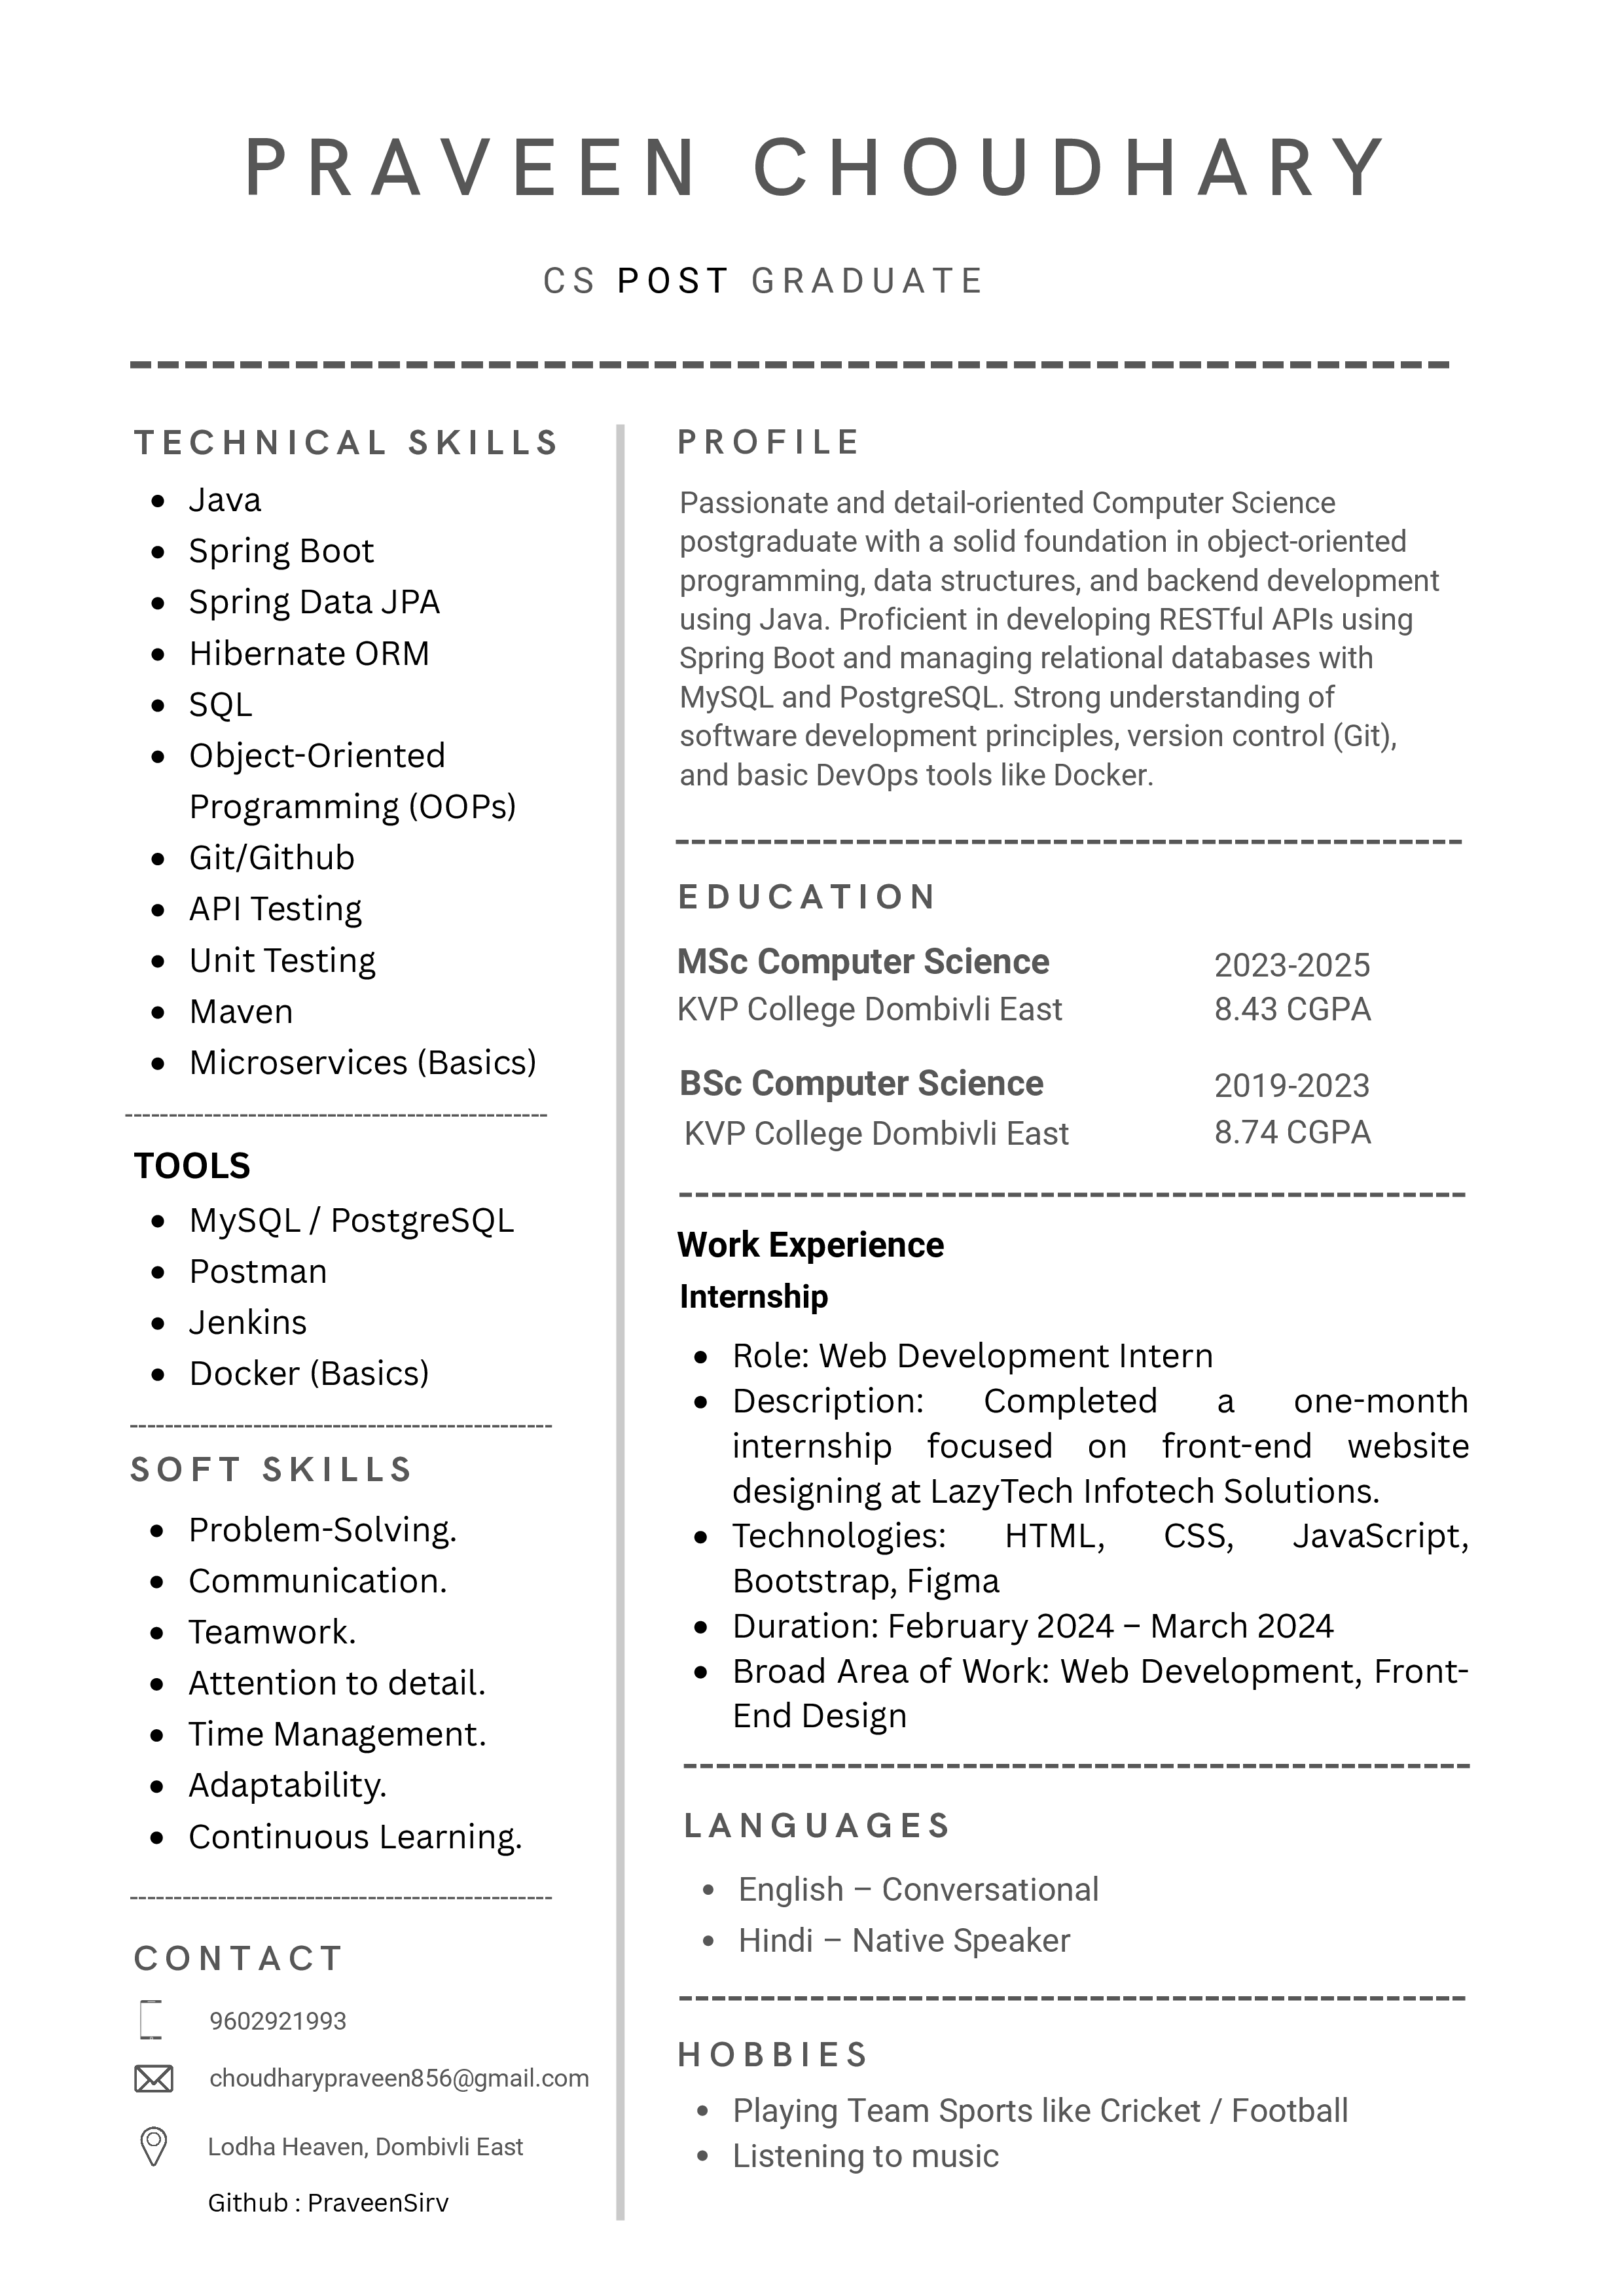 PRAVEEN CHOUDHARY
CS POST GRADUATE
TECHNICAL SKILLS
Java
Spring Boot
Spring Data JPA
Hibernate ORM
SQL
Object-Oriented
Programming (OOPs)
Git/Github
API Testing
Unit Testing
Maven
Microservices (Basics)
TOOLS
MySQL / PostgreSQL
Postman
Jenkins
Docker (Basics)
SOFT SKILLS
Problem-Solving.
Communication.
Teamwork.
Attention to detail.
Time Management.
Adaptability.
Continuous Learning.
CONTACT
9602921993
choudharypraveen856@gmail.com
Lodha Heaven, Dombivli East
Github : PraveenSirv
PROFILE
Passionate and detail-oriented Computer Science
postgraduate with a solid foundation in object-oriented
programming, data structures, and backend development
using Java. Proficient in developing RESTful APIs using
Spring Boot and managing relational databases with
MySQL and PostgreSQL. Strong understanding of
software development principles, version control (Git),
and basic DevOps tools like Docker.
EDUCATION
MSc Computer Science 2023-2025
KVP College Dombivli East 8.43 CGPA
BSc Computer Science 2019-2023
KVP College Dombivli East 8.74 CGPA
Work Experience
Internship
Role: Web Development Intern
Description: Completed a one-month
internship focused on front-end website
designing at LazyTech Infotech Solutions.
Technologies: HTML, CSS, JavaScript,
Bootstrap, Figma
Duration: February 2024 – March 2024
Broad Area of Work: Web Development, Front-
End Design
LANGUAGES
English – Conversational
Hindi – Native Speaker
HOBBIES
Playing Team Sports like Cricket / Football
Listening to music